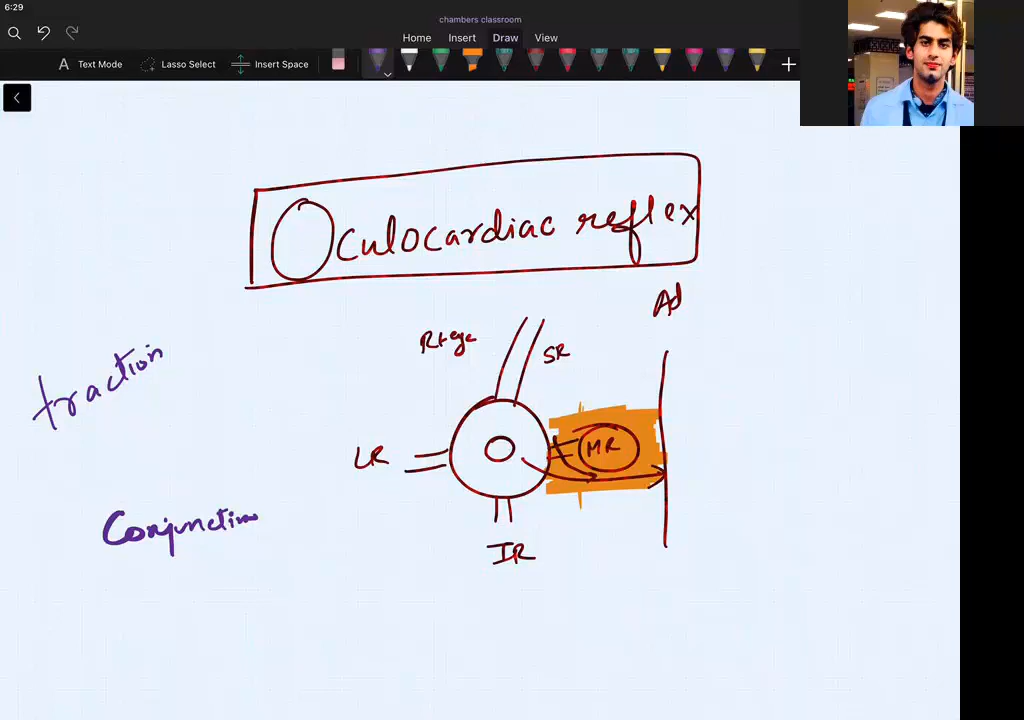 6:29
chambers classroom
Home Insert Draw View
A Text Mode Lasso Select Insert Space
Oculocardiac reflex
Ad
Rt eye
SR
traction
MR
LR
Conjunctiva
IR